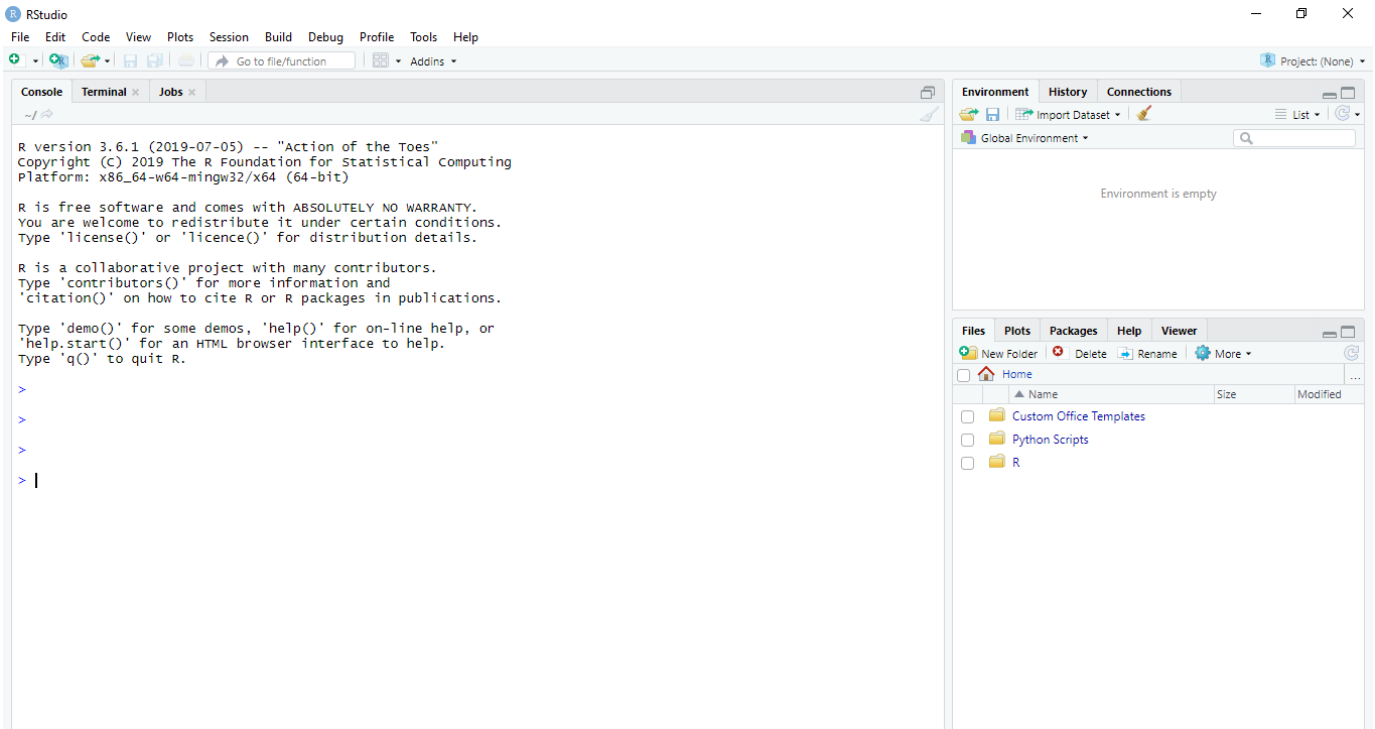 RStudio
File Edit Code View Plots Session Build Debug Profile Tools Help
Go to file/function Addins Project: (None)
Console Terminal Jobs
~/
R version 3.6.1 (2019-07-05) -- "Action of the Toes"
Copyright (C) 2019 The R Foundation for Statistical Computing
Platform: x86_64-w64-mingw32/x64 (64-bit)
R is free software and comes with ABSOLUTELY NO WARRANTY.
You are welcome to redistribute it under certain conditions.
Type 'license()' or 'licence()' for distribution details.
R is a collaborative project with many contributors.
Type 'contributors()' for more information and
'citation()' on how to cite R or R packages in publications.
Type 'demo()' for some demos, 'help()' for on-line help, or
'help.start()' for an HTML browser interface to help.
Type 'q()' to quit R.
>
>
>
>
Environment History Connections
Import Dataset List
Global Environment
Environment is empty
Files Plots Packages Help Viewer
New Folder Delete Rename More
Home ...
Name Size Modified
Custom Office Templates
Python Scripts
R